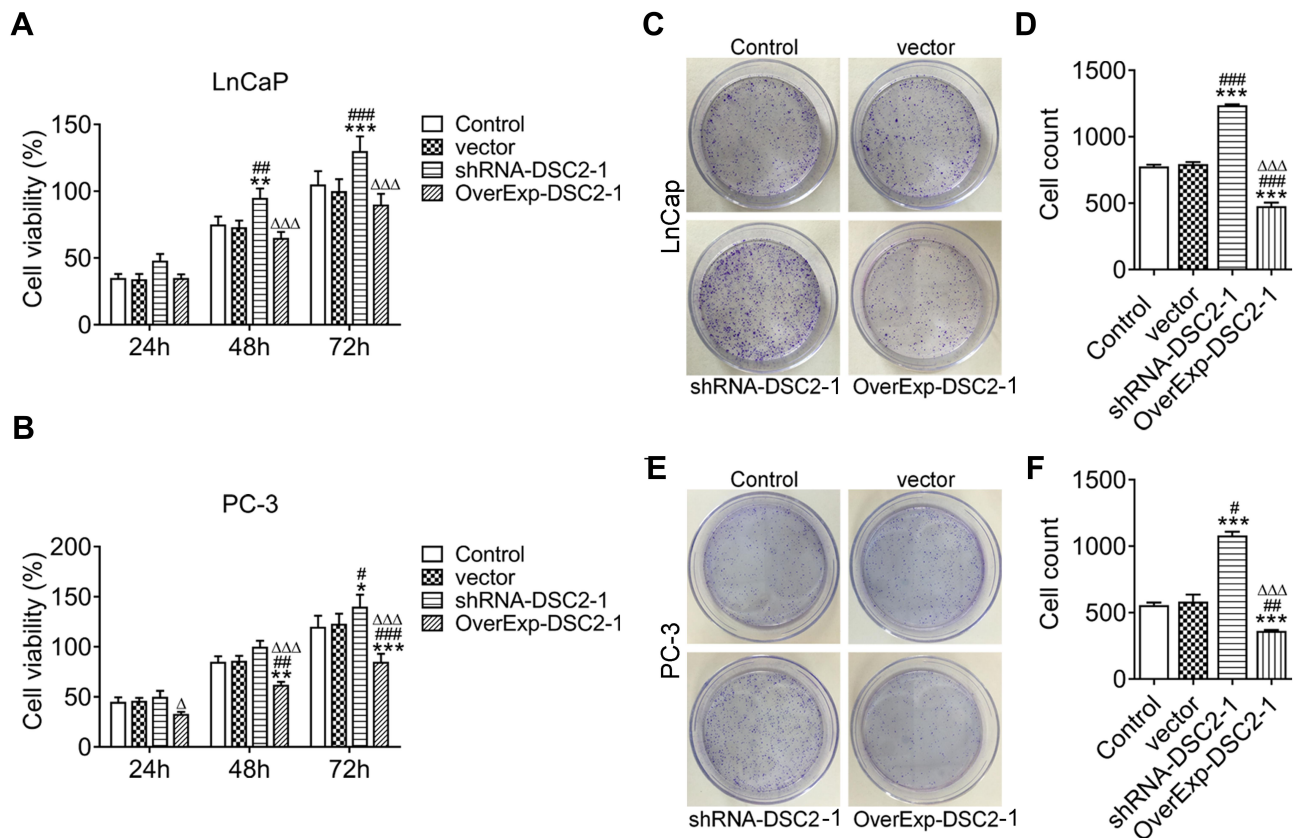 A
LnCaP
Cell viability (%)
150
100
50
0
##
**
ΔΔΔ
###
***
ΔΔΔ
24h
48h
72h
Control
vector
shRNA-DSC2-1
OverExp-DSC2-1
B
PC-3
Cell viability (%)
200
150
100
50
0
Δ
ΔΔΔ
##
**
#
*
ΔΔΔ
###
***
24h
48h
72h
Control
vector
shRNA-DSC2-1
OverExp-DSC2-1
C
Control
vector
LnCap
shRNA-DSC2-1
OverExp-DSC2-1
D
Cell count
1500
1000
500
0
###
***
ΔΔΔ
###
***
Control
vector
shRNA-DSC2-1
OverExp-DSC2-1
E
Control
vector
PC-3
shRNA-DSC2-1
OverExp-DSC2-1
F
Cell count
1500
1000
500
0
#
***
ΔΔΔ
##
***
Control
vector
shRNA-DSC2-1
OverExp-DSC2-1